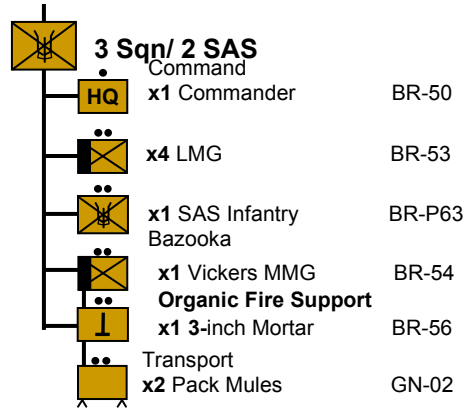 3 Sqn/ 2 SAS
Command
HQ x1 Commander BR-50
x4 LMG BR-53
x1 SAS Infantry BR-P63
Bazooka
x1 Vickers MMG BR-54
Organic Fire Support
x1 3-inch Mortar BR-56
Transport
x2 Pack Mules GN-02